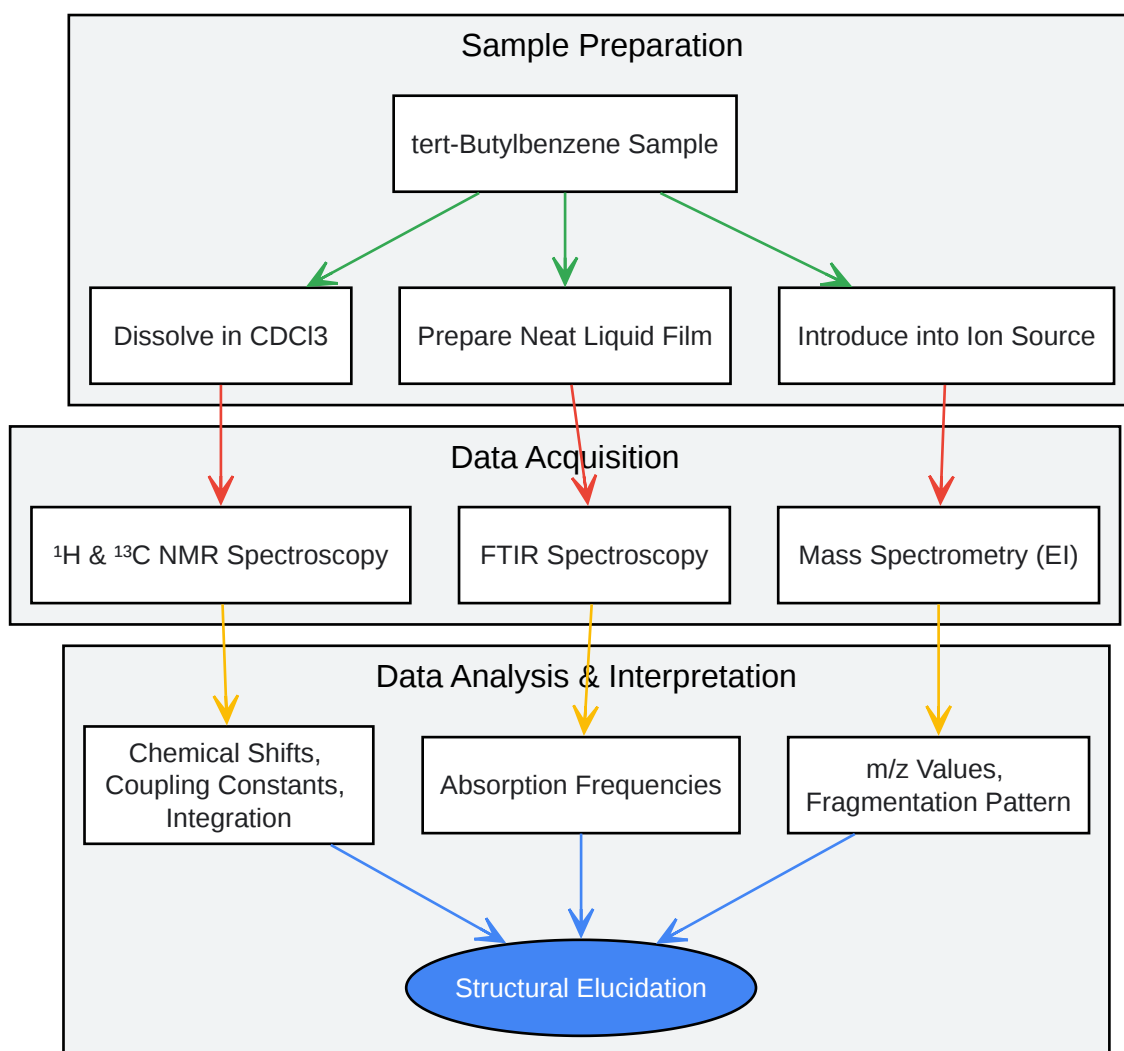 Sample Preparation
tert-Butylbenzene Sample
Dissolve in CDCl3
Prepare Neat Liquid Film
Introduce into Ion Source
Data Acquisition
¹H & ¹³C NMR Spectroscopy
FTIR Spectroscopy
Mass Spectrometry (EI)
Data Analysis & Interpretation
Chemical Shifts,
Coupling Constants,
Integration
Absorption Frequencies
m/z Values,
Fragmentation Pattern
Structural Elucidation